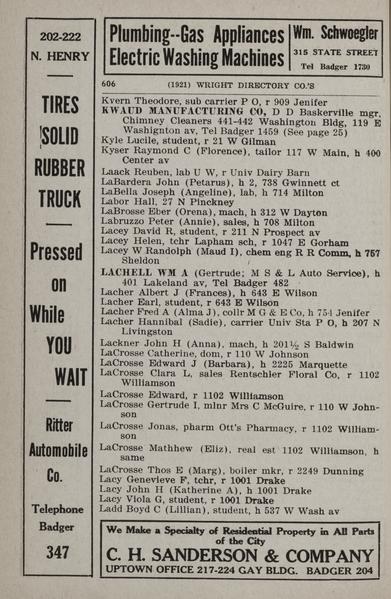 202-222
N. HENRY
TIRES
SOLID
RUBBER
TRUCK
Pressed
on
While
YOU
WAIT
Ritter
Automobile
Co.
Telephone
Badger
347
Plumbing--Gas Appliances
Electric Washing Machines
Wm. Schwoegler
315 STATE STREET
Tel Badger 1730
606 (1921) WRIGHT DIRECTORY CO.'S
Kvern Theodore, sub carrier P O, r 909 Jenifer
KWAUD MANUFACTURING CO, D D Baskerville mgr,
Chimney Cleaners 441-442 Washington Bldg, 119 E
Washignton av, Tel Badger 1459 (See page 25)
Kyle Lucile, student, r 21 W Gilman
Kyser Raymond C (Florence), tailor 117 W Main, h 400
Center av
Laack Reuben, lab U W, r Univ Dairy Barn
LaBardera John (Petarus), h 2, 738 Gwinnett ct
LaBella Joseph (Angeline), lab, h 714 Milton
Labor Hall, 27 N Pinckney
LaBrosse Eber (Orena), mach, h 312 W Dayton
Labruzzo Peter (Annie), sales, h 708 Milton
Lacey David R, student, r 211 N Prospect av
Lacey Helen, tchr Lapham sch, r 1047 E Gorham
Lacey W Randolph (Maud I), chem eng R R Comm, h 757
Sheldon
LACHELL WM A (Gertrude; M S & L Auto Service), h
401 Lakeland av, Tel Badger 482
Lacher Albert J (Frances), h 643 E Wilson
Lacher Earl, student, r 643 E Wilson
Lacher Fred A (Alma J), collr M G & E Co, h 754 Jenifer
Lacher Hannibal (Sadie), carrier Univ Sta P O, h 207 N
Livingston
Lackner John H (Anna), mach, h 201½ S Baldwin
LaCrosse Catherine, dom, r 110 W Johnson
LaCrosse Edward J (Barbara), h 2225 Marquette
LaCrosse Clara L, sales Rentschler Floral Co, r 1102
Williamson
LaCrosse Edward, r 1102 Williamson
LaCrosse Gertrude I, mlnr Mrs C McGuire, r 110 W John-
son
LaCrosse Jonas, pharm Ott's Pharmacy, r 1102 William-
son
LaCrosse Mathhew (Eliz), real est 1102 Williamson, h
same
LaCrosse Thos E (Marg), boiler mkr, r 2249 Dunning
Lacy Genevieve F, tchr, r 1001 Drake
Lacy John H (Katherine A), h 1001 Drake
Lacy Viola G, student, r 1001 Drake
Ladd Boyd C (Lillian), student, h 537 W Wash av
We Make a Specialty of Residential Property in All Parts
of the City
C. H. SANDERSON & COMPANY
UPTOWN OFFICE 217-224 GAY BLDG. BADGER 204